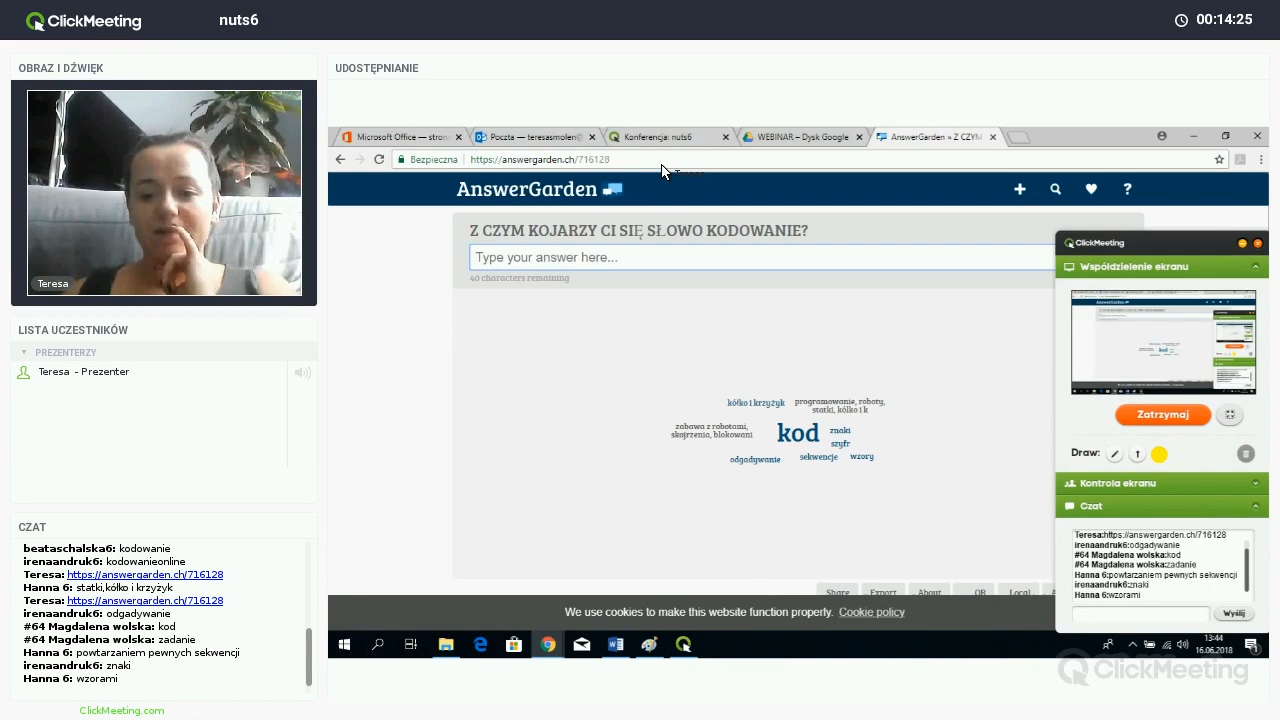 ClickMeeting
nuts6
00:14:25
OBRAZ I DŹWIĘK
Teresa
LISTA UCZESTNIKÓW
PREZENTERZY
Teresa - Prezenter
CZAT
beataschalska6: kodowanie
irenaandruk6: kodowanieonline
Teresa: https://answergarden.ch/716128
Hanna 6: statki,kółko i krzyżyk
Teresa: https://answergarden.ch/716128
irenaandruk6: odgadywanie
#64 Magdalena wolska: kod
#64 Magdalena wolska: zadanie
Hanna 6: powtarzaniem pewnych sekwencji
irenaandruk6: znaki
Hanna 6: wzorami
ClickMeeting.com
UDOSTĘPNIANIE
Microsoft Office — stron
Poczta — teresasmolen@
Konferencja: nuts6
WEBINAR – Dysk Google
AnswerGarden » Z CZYM
Bezpieczna
https://answergarden.ch/716128
AnswerGarden
Z CZYM KOJARZY CI SIĘ SŁOWO KODOWANIE?
Type your answer here...
40 characters remaining
kółko i krzyżyk
programowanie, roboty,
statki, kólko i k
zabawa z robotami,
skojrzenia, blokowani
kod
znaki
szyfr
odgadywanie
sekwencje
wzory
Share
Export
About
QR
Local
We use cookies to make this website function properly. Cookie policy
ClickMeeting
Współdzielenie ekranu
Zatrzymaj
Draw:
Kontrola ekranu
Czat
Teresa:https://answergarden.ch/716128
irenaandruk6:odgadywanie
#64 Magdalena wolska:kod
#64 Magdalena wolska:zadanie
Hanna 6:powtarzaniem pewnych sekwencji
irenaandruk6:znaki
Hanna 6:wzorami
Wyślij
13:44
16.06.2018
ClickMeeting